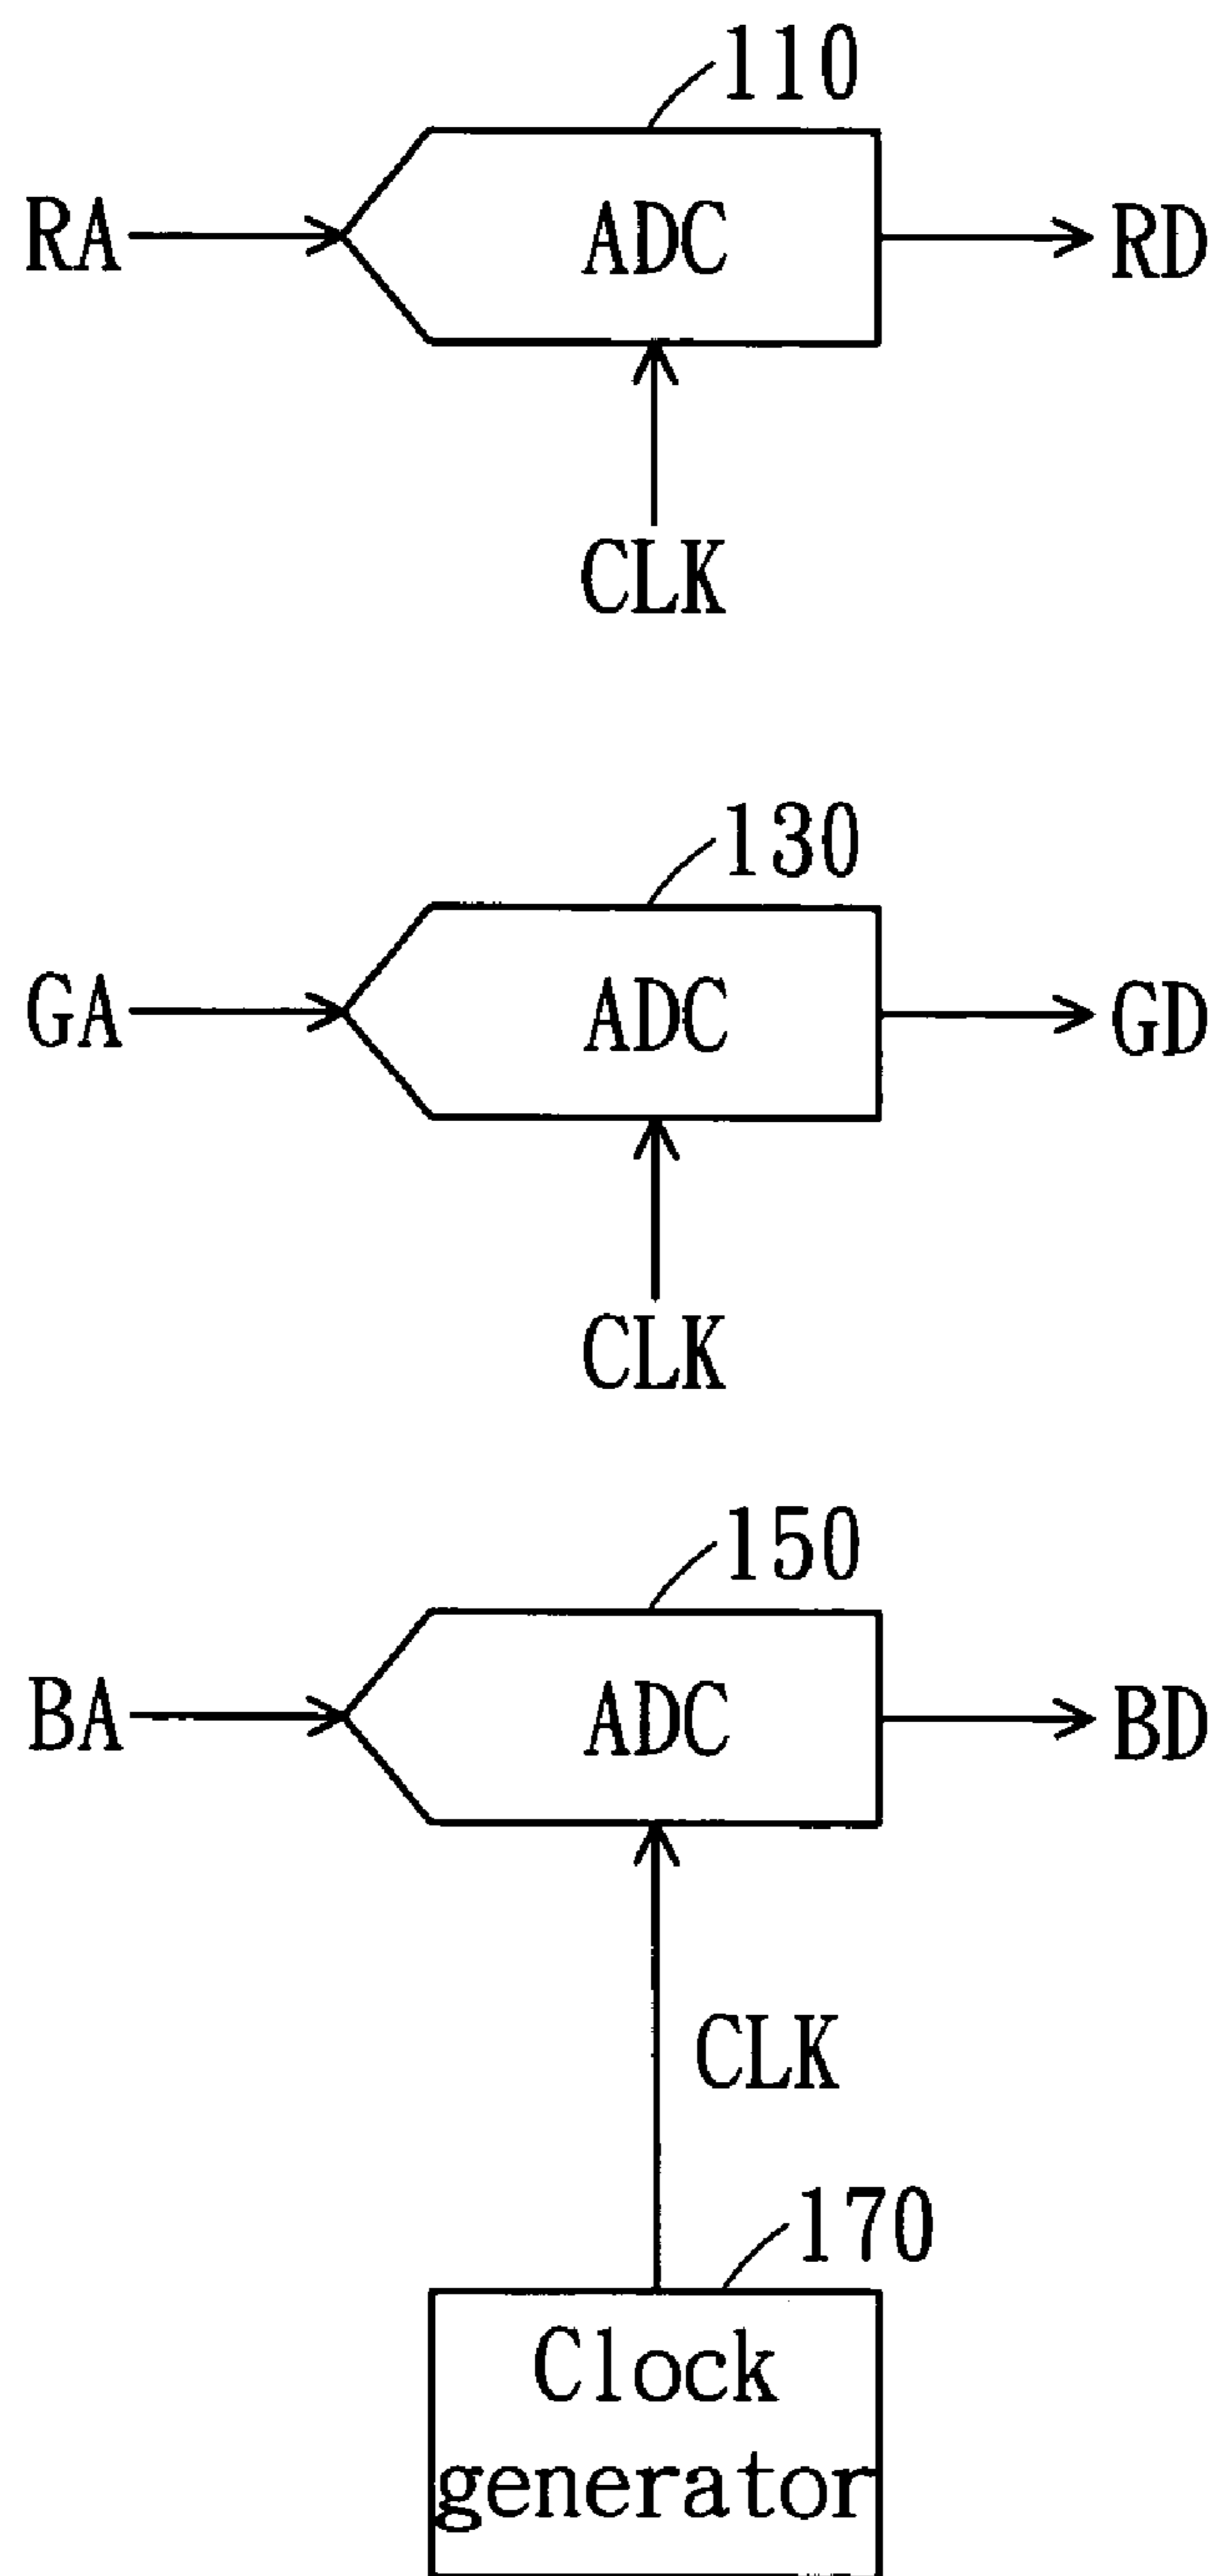 110
RA
ADC
RD
CLK
130
GA
ADC
GD
CLK
150
BA
ADC
BD
CLK
170
Clock
generator